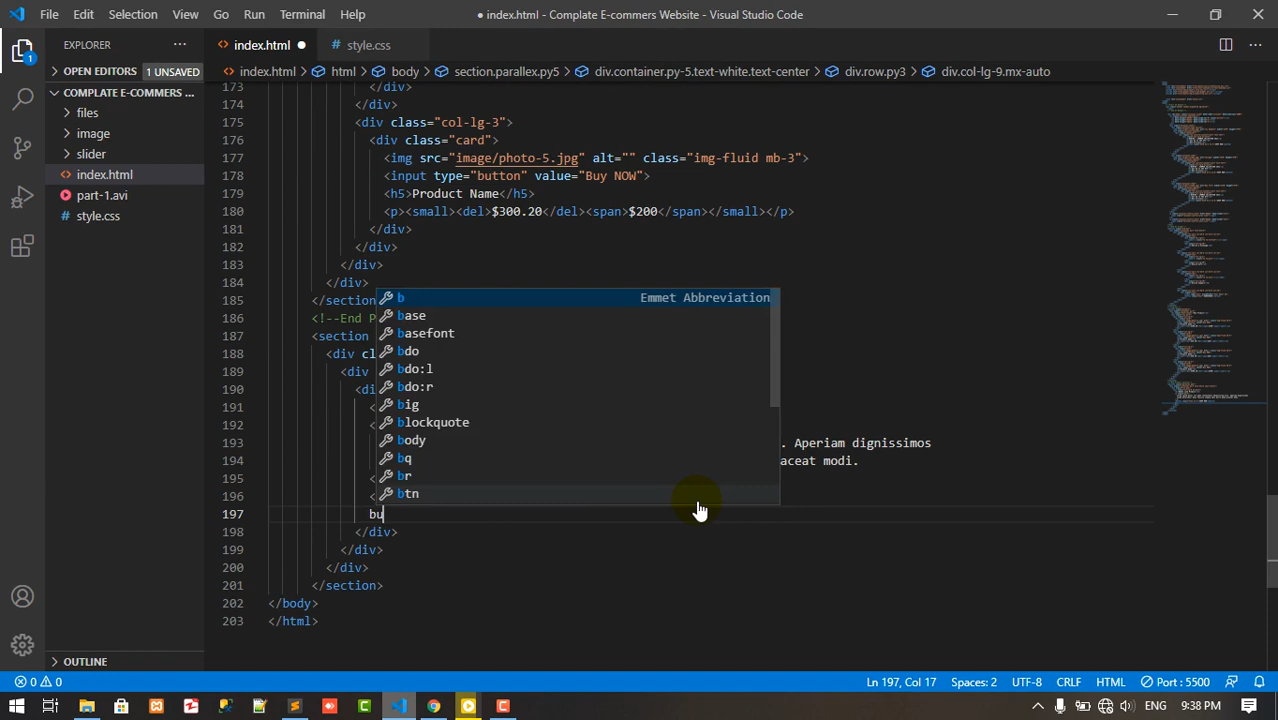 File Edit Selection View Go Run Terminal Help
● index.html - Complate E-commers Website - Visual Studio Code
EXPLORER
OPEN EDITORS 1 UNSAVED
COMPLATE E-COMMERS ...
files
image
slider
index.html
part-1.avi
style.css
OUTLINE
1
index.html ●
style.css
index.html > html > body > section.parallex.py5 > div.container.py-5.text-white.text-center > div.row.py3 > div.col-lg-9.mx-auto
173 </div>
174 </div>
175 <div class="col-lg-3">
176 <div class="card">
177 <img src="image/photo-5.jpg" alt="" class="img-fluid mb-3">
178 <input type="button" value="Buy NOW">
179 <h5>Product Name</h5>
180 <p><small><del>$300.20</del><span>$200</span></small></p>
181 </div>
182 </div>
183 </div>
184 </div>
185 </section
186 <!--End P
187 <section
188 <div cl
189 <div
190 <di
191 <
192 <
193 . Aperiam dignissimos
194 aceat modi.
195 <
196 <
197 bu
198 </div>
199 </div>
200 </div>
201 </section>
202 </body>
203 </html>
b Emmet Abbreviation
base
basefont
bdo
bdo:l
bdo:r
big
blockquote
body
bq
br
btn
0 0 Ln 197, Col 17 Spaces: 2 UTF-8 CRLF HTML Port : 5500
ENG 9:38 PM